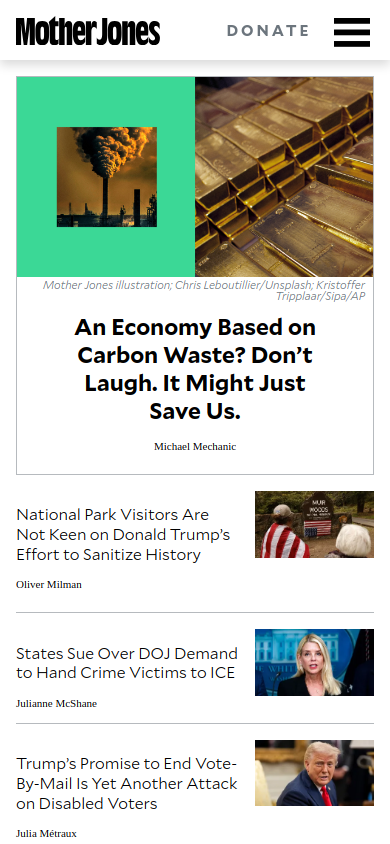 Mother Jones
DONATE
Mother Jones illustration; Chris Leboutillier/Unsplash; Kristoffer
Tripplaar/Sipa/AP
An Economy Based on
Carbon Waste? Don’t
Laugh. It Might Just
Save Us.
Michael Mechanic
National Park Visitors Are
Not Keen on Donald Trump’s
Effort to Sanitize History
Oliver Milman
MUIR
WOODS
States Sue Over DOJ Demand
to Hand Crime Victims to ICE
Julianne McShane
Trump’s Promise to End Vote-
By-Mail Is Yet Another Attack
on Disabled Voters
Julia Métraux